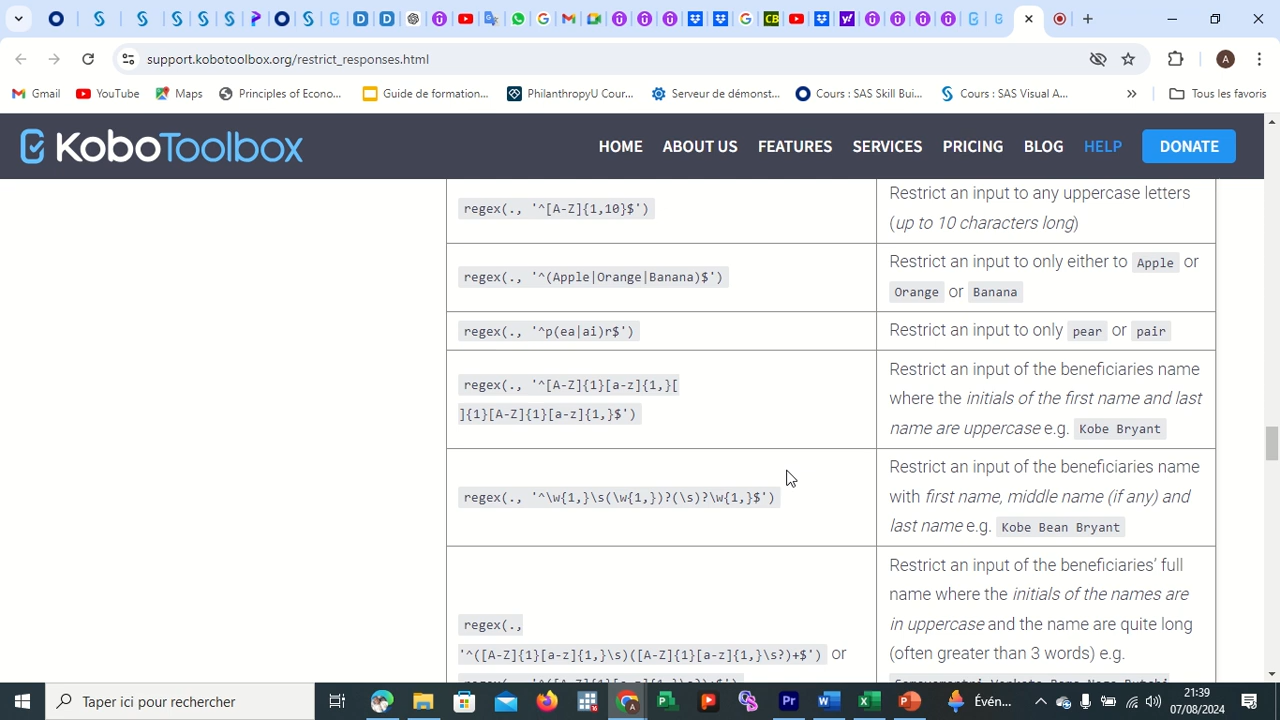 support.kobotoolbox.org/restrict_responses.html
A
Gmail
YouTube
Maps
Principles of Econo...
Guide de formation...
PhilanthropyU Cour...
Serveur de démonst...
Cours : SAS Skill Bui...
Cours : SAS Visual A...
»
Tous les favoris
KoboToolbox
HOME ABOUT US FEATURES SERVICES PRICING BLOG HELP DONATE
regex(., '^[A-Z]{1,10}$')
Restrict an input to any uppercase letters
(up to 10 characters long)
regex(., '^(Apple|Orange|Banana)$')
Restrict an input to only either to Apple or
Orange or Banana
regex(., '^p(ea|ai)r$')
Restrict an input to only pear or pair
regex(., '^[A-Z]{1}[a-z]{1,}[
]{1}[A-Z]{1}[a-z]{1,}$')
Restrict an input of the beneficiaries name
where the initials of the first name and last
name are uppercase e.g. Kobe Bryant
regex(., '^\w{1,}\s(\w{1,})?(\s)?\w{1,}$')
Restrict an input of the beneficiaries name
with first name, middle name (if any) and
last name e.g. Kobe Bean Bryant
regex(.,
'^([A-Z]{1}[a-z]{1,}\s)([A-Z]{1}[a-z]{1,}\s?)+$') or
Restrict an input of the beneficiaries' full
name where the initials of the names are
in uppercase and the name are quite long
(often greater than 3 words) e.g.
Taper ici pour rechercher
Évén...
21:39
07/08/2024